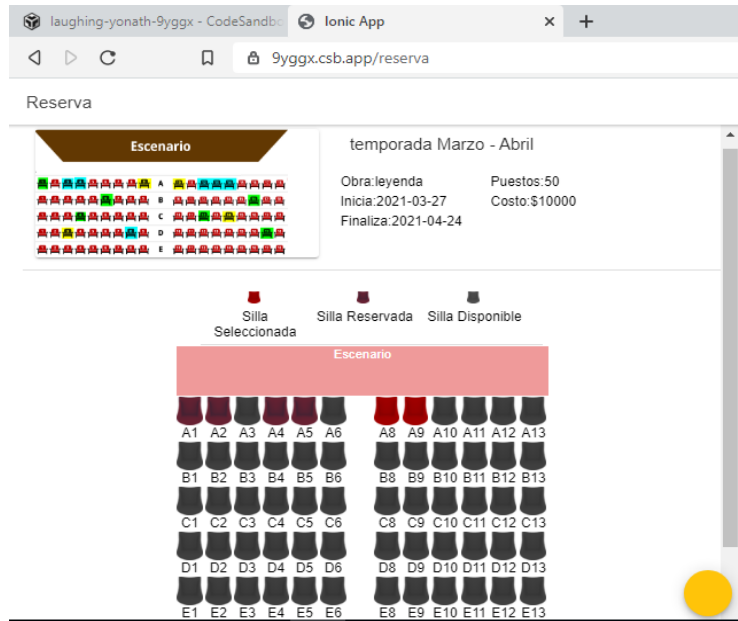 laughing-yonath-9yggx - CodeSandbo
Ionic App
9yggx.csb.app/reserva
Reserva
Escenario
A
B
C
D
E
temporada Marzo - Abril
Obra:leyenda Puestos:50
Inicia:2021-03-27 Costo:$10000
Finaliza:2021-04-24
Silla Seleccionada
Silla Reservada
Silla Disponible
Escenario
A1 A2 A3 A4 A5 A6 A8 A9 A10 A11 A12 A13
B1 B2 B3 B4 B5 B6 B8 B9 B10 B11 B12 B13
C1 C2 C3 C4 C5 C6 C8 C9 C10 C11 C12 C13
D1 D2 D3 D4 D5 D6 D8 D9 D10 D11 D12 D13
E1 E2 E3 E4 E5 E6 E8 E9 E10 E11 E12 E13